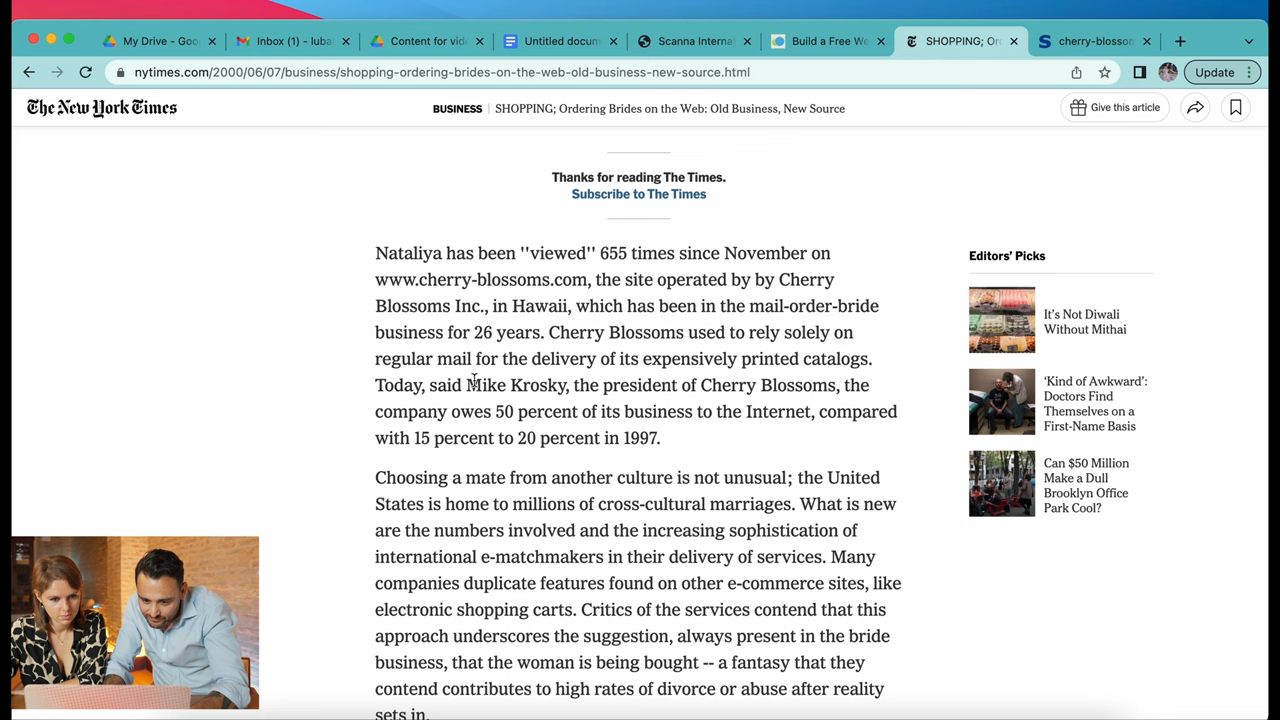 My Drive - Goo
Inbox (1) - luba
Content for vide
Untitled docum
Scanna Interna
Build a Free We
SHOPPING; Ord
cherry-blossom
nytimes.com/2000/06/07/business/shopping-ordering-brides-on-the-web-old-business-new-source.html
Update
The New York Times
BUSINESS | SHOPPING; Ordering Brides on the Web: Old Business, New Source
Give this article
Thanks for reading The Times.
Subscribe to The Times
Nataliya has been ''viewed'' 655 times since November on
www.cherry-blossoms.com, the site operated by by Cherry
Blossoms Inc., in Hawaii, which has been in the mail-order-bride
business for 26 years. Cherry Blossoms used to rely solely on
regular mail for the delivery of its expensively printed catalogs.
Today, said Mike Krosky, the president of Cherry Blossoms, the
company owes 50 percent of its business to the Internet, compared
with 15 percent to 20 percent in 1997.
Choosing a mate from another culture is not unusual; the United
States is home to millions of cross-cultural marriages. What is new
are the numbers involved and the increasing sophistication of
international e-matchmakers in their delivery of services. Many
companies duplicate features found on other e-commerce sites, like
electronic shopping carts. Critics of the services contend that this
approach underscores the suggestion, always present in the bride
business, that the woman is being bought -- a fantasy that they
contend contributes to high rates of divorce or abuse after reality
sets in.
Editors' Picks
It's Not Diwali
Without Mithai
'Kind of Awkward':
Doctors Find
Themselves on a
First-Name Basis
Can $50 Million
Make a Dull
Brooklyn Office
Park Cool?